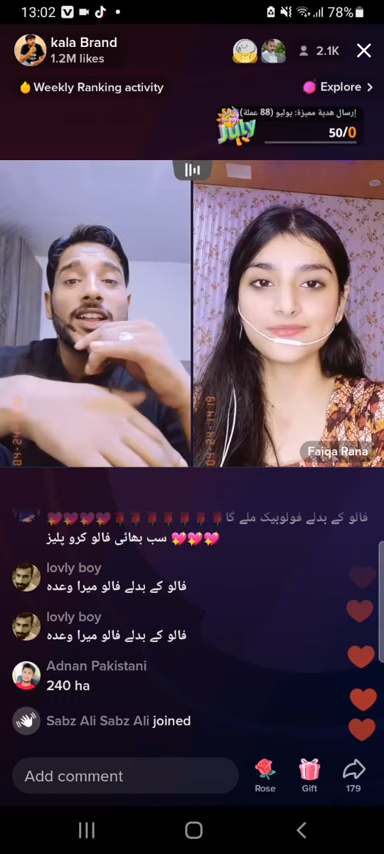 13:02
78%
kala Brand
1.2M likes
2.1K
Weekly Ranking activity
Explore
إرسال هدية مميزة: يوليو (88 عملة)
July
50/0
Faiqa Rana
فالو کے بدلے فولوبیک ملے گا
سب بھائی فالو کرو پلیز
lovly boy
فالو کے بدلے فالو میرا وعدہ
lovly boy
فالو کے بدلے فالو میرا وعدہ
Adnan Pakistani
240 ha
Sabz Ali Sabz Ali joined
Add comment
Rose
Gift
179